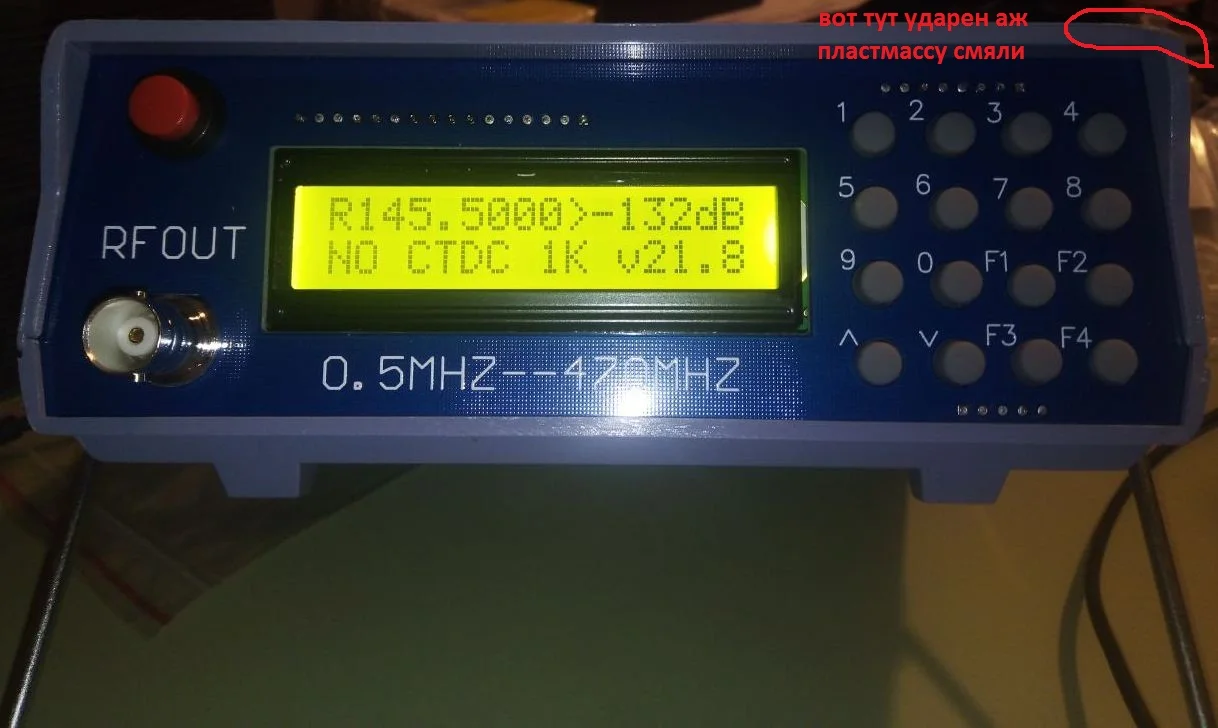 вот тут ударен аж
пластмассу смяли
1 2 3 4
R145.5000>-132dB
5 6 7 8
RFOUT
NO CTDC 1K v21.8
9 0 F1 F2
^ v F3 F4
0.5MHZ--470MHZ